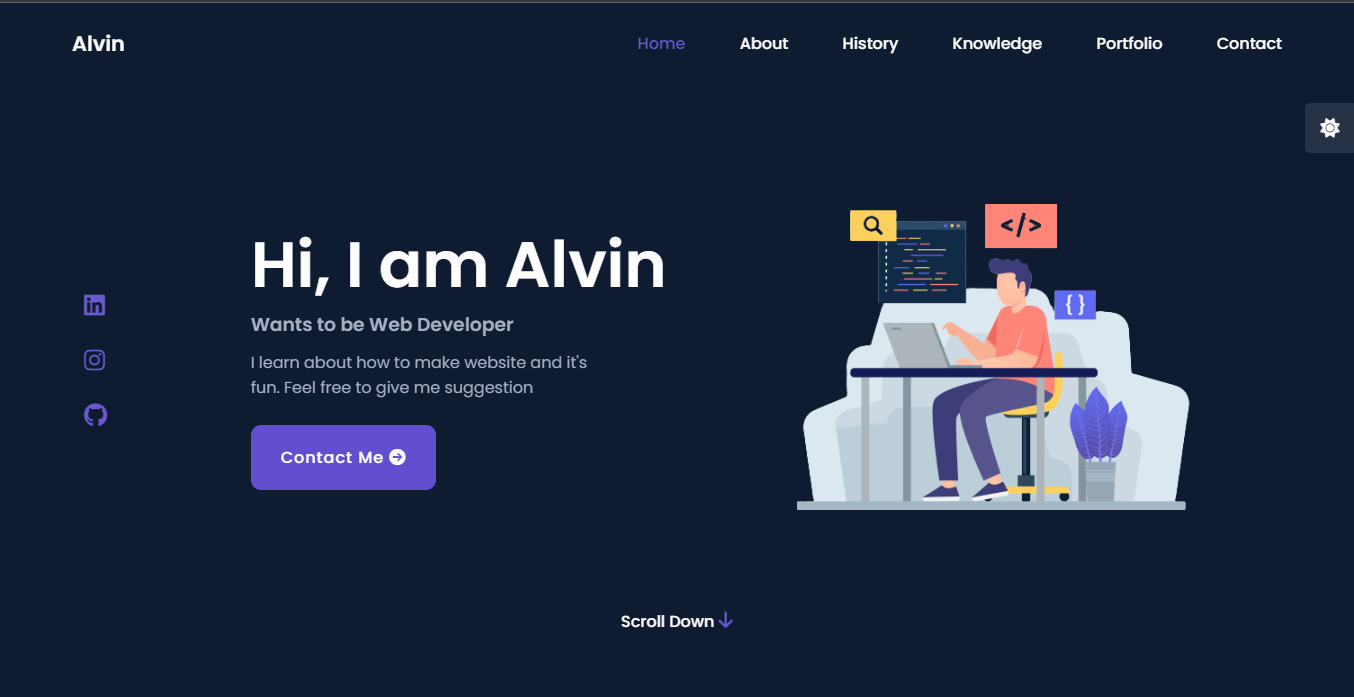 Alvin
Home About History Knowledge Portfolio Contact
Hi, I am Alvin
Wants to be Web Developer
I learn about how to make website and it's
fun. Feel free to give me suggestion
Contact Me
</>
{ }
Scroll Down